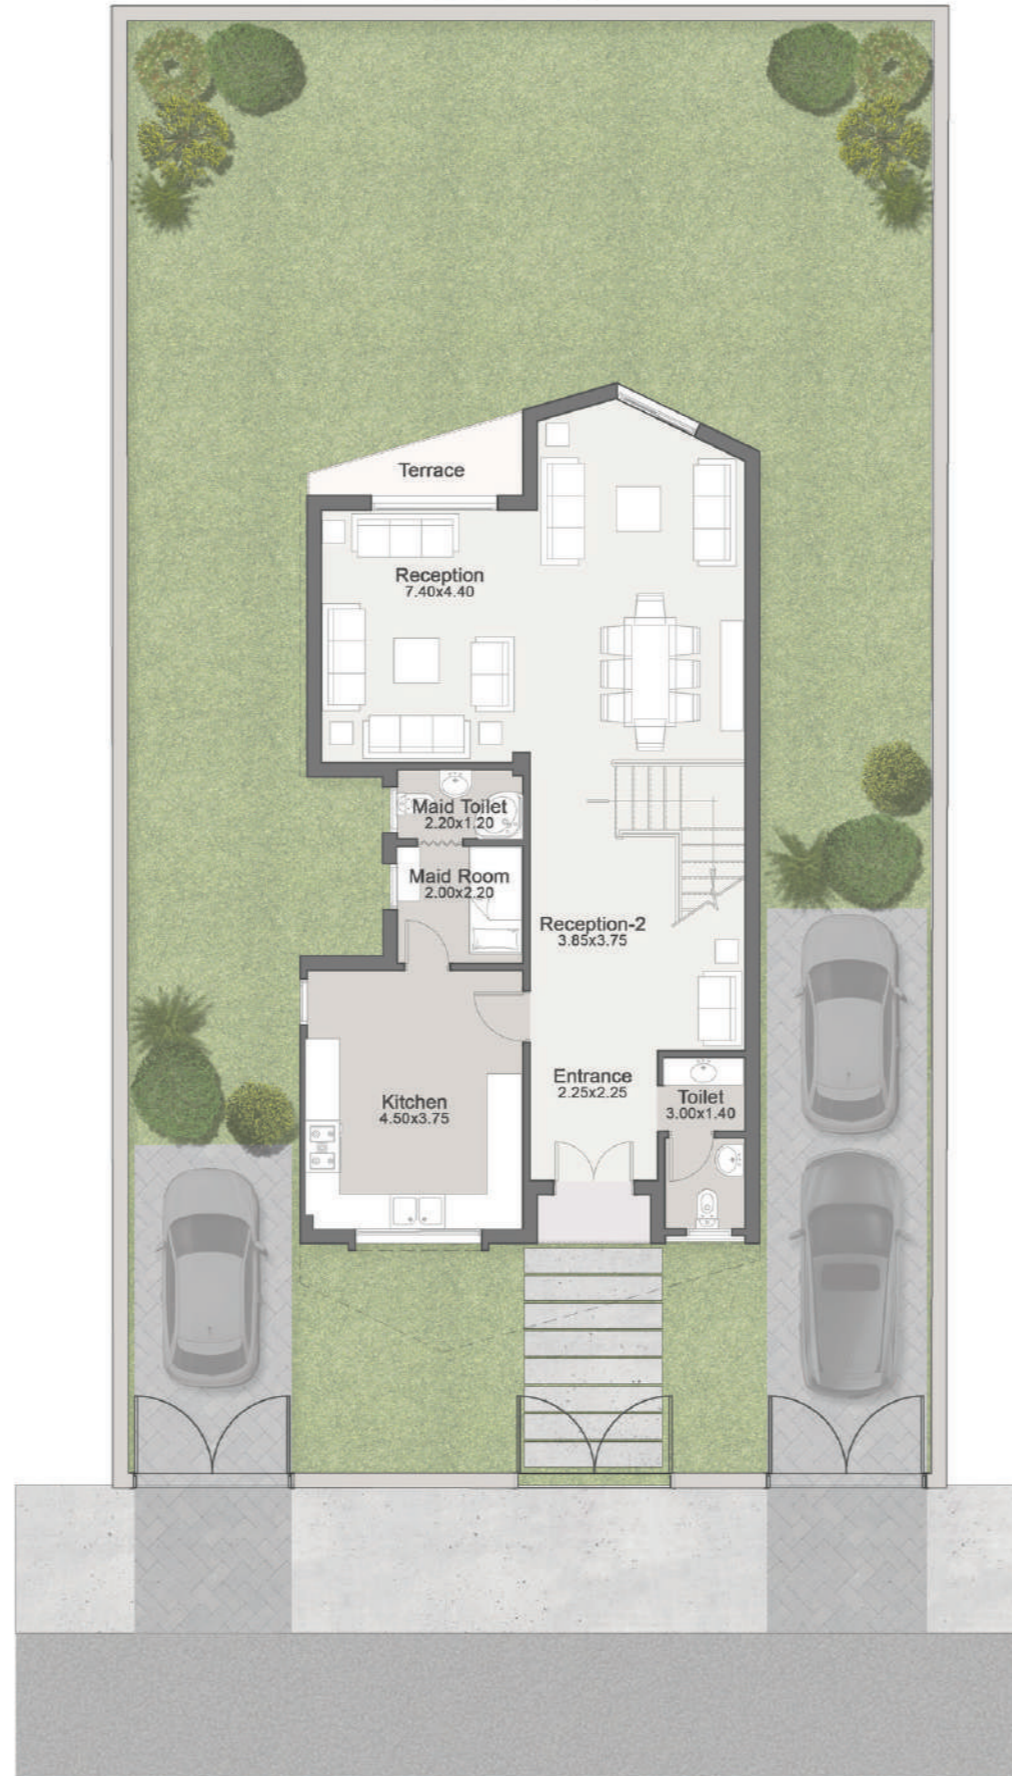 Terrace
Reception
7.40x4.40
Maid Toilet
2.20x1.20
Maid Room
2.00x2.20
Reception-2
3.85x3.75
Entrance
2.25x2.25
Toilet
3.00x1.40
Kitchen
4.50x3.75